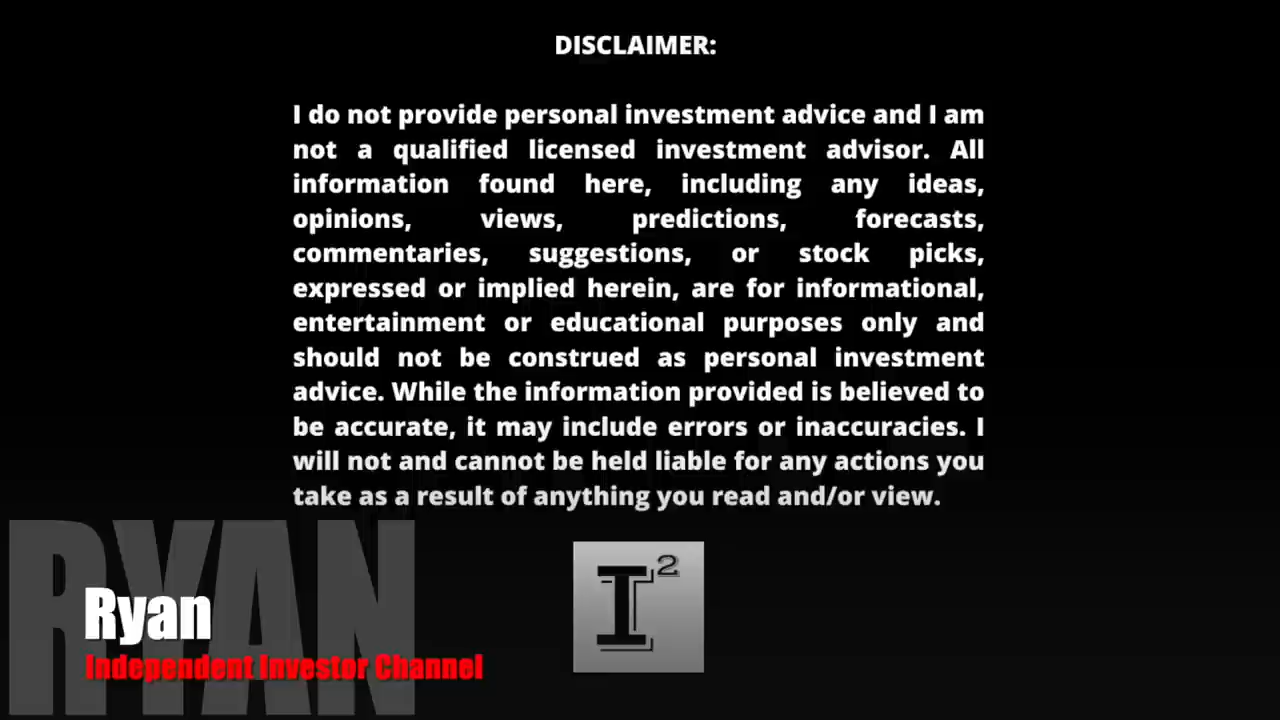 DISCLAIMER:
I do not provide personal investment advice and I am
not a qualified licensed investment advisor. All
information found here, including any ideas,
opinions, views, predictions, forecasts,
commentaries, suggestions, or stock picks,
expressed or implied herein, are for informational,
entertainment or educational purposes only and
should not be construed as personal investment
advice. While the information provided is believed to
be accurate, it may include errors or inaccuracies. I
will not and cannot be held liable for any actions you
take as a result of anything you read and/or view.
RYAN
Ryan
Independent Investor Channel
I²